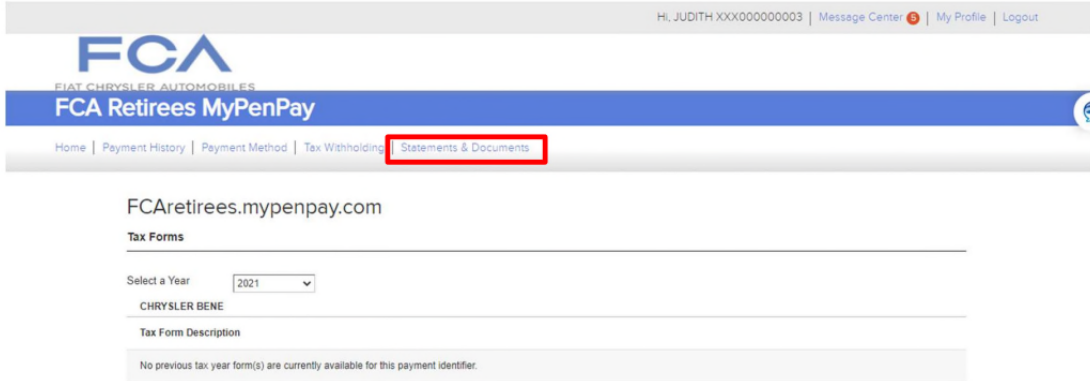 Hi, JUDITH XXX000000003 | Message Center 5 | My Profile | Logout
FCA
FIAT CHRYSLER AUTOMOBILES
FCA Retirees MyPenPay
Home | Payment History | Payment Method | Tax Withholding | Statements & Documents
FCAretirees.mypenpay.com
Tax Forms
Select a Year 2021
CHRYSLER BENE
Tax Form Description
No previous tax year form(s) are currently available for this payment identifier.